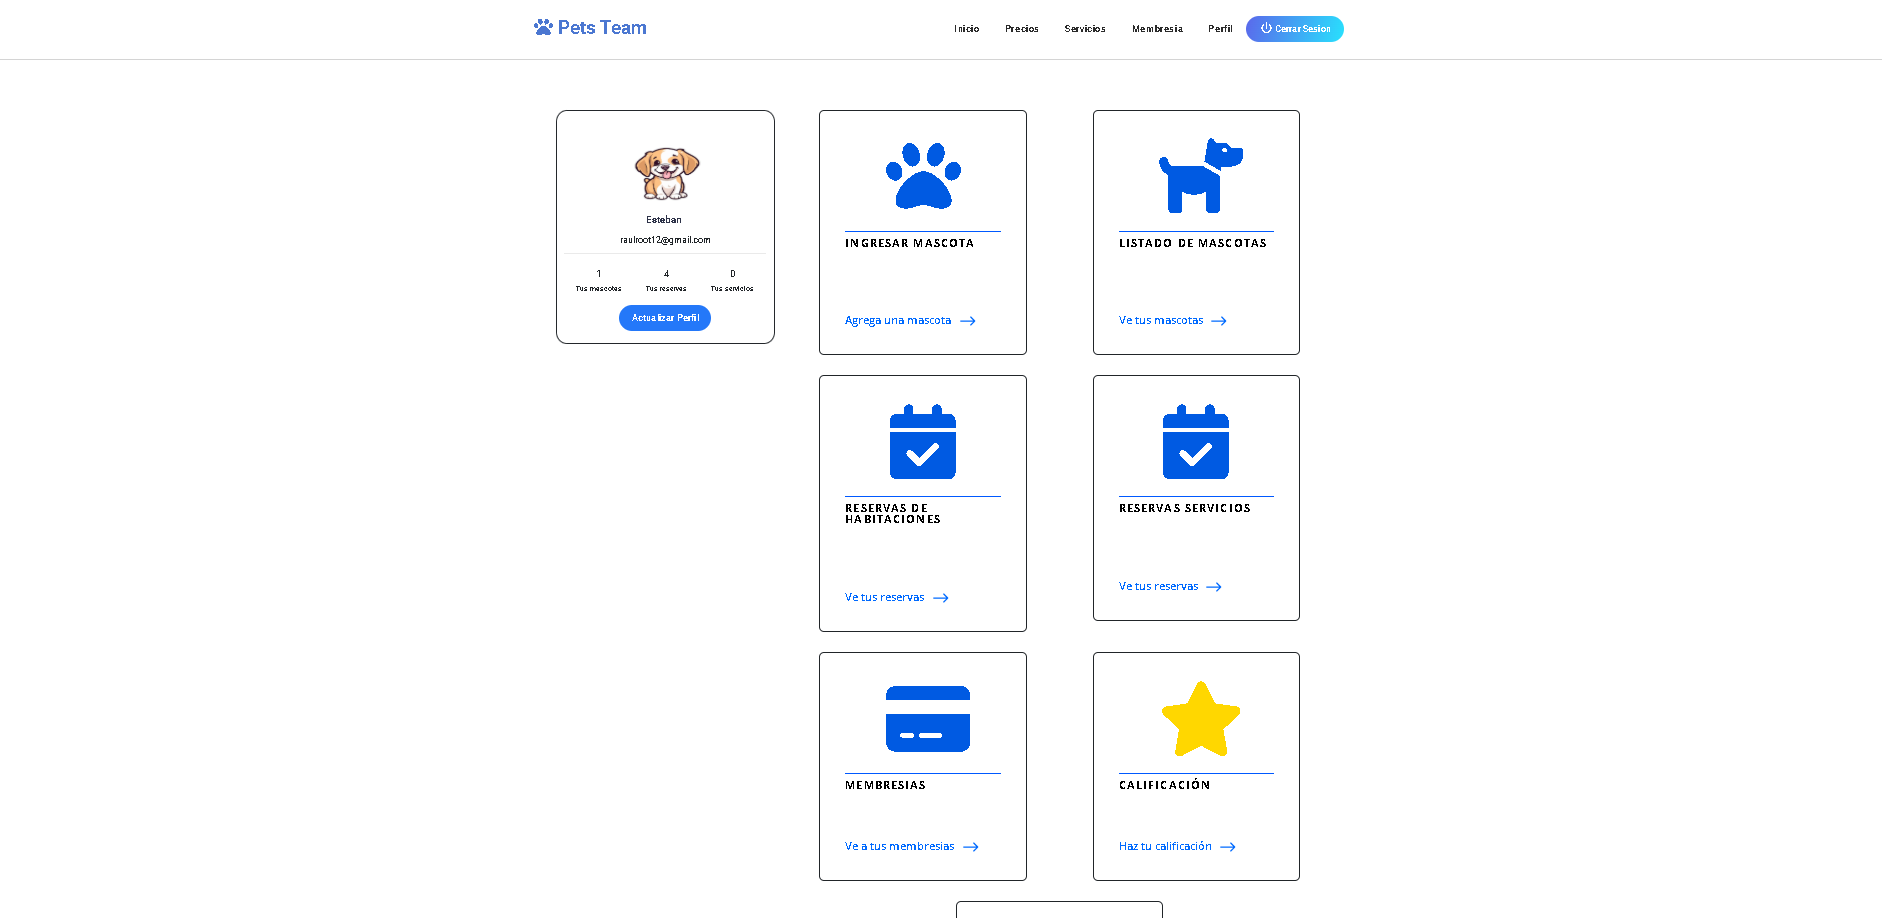 Pets Team
Inicio
Precios
Servicios
Membresia
Perfil
Cerrar Sesion
Esteban
raulroot12@gmail.com
1
4
0
Tus mascotas
Tus reservas
Tus servicios
Actualizar Perfil
INGRESAR MASCOTA
Agrega una mascota
LISTADO DE MASCOTAS
Ve tus mascotas
RESERVAS DE
HABITACIONES
Ve tus reservas
RESERVAS SERVICIOS
Ve tus reservas
MEMBRESIAS
Ve a tus membresias
CALIFICACIÓN
Haz tu calificación